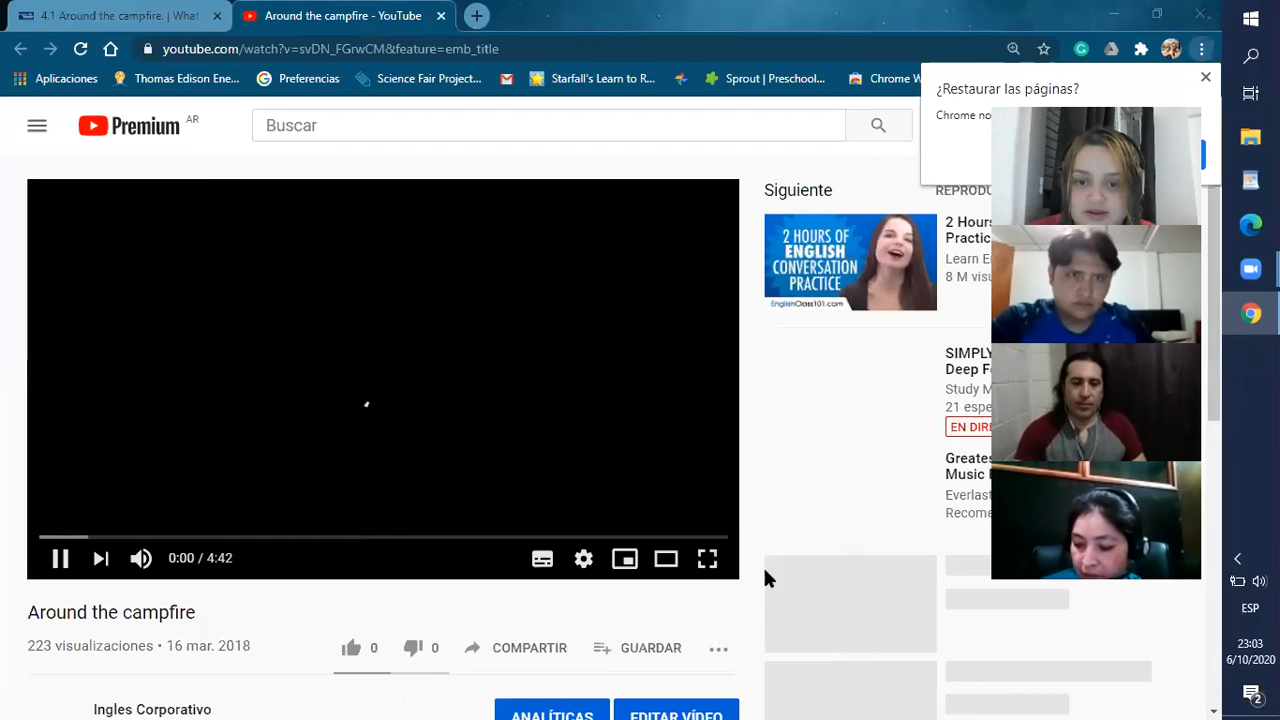 4.1 Around the campfire. | What
Around the campfire - YouTube
youtube.com/watch?v=svDN_FGrwCM&feature=emb_title
Aplicaciones
Thomas Edison Ene...
Preferencias
Science Fair Project...
Starfall's Learn to R...
Sprout | Preschool...
Chrome W
¿Restaurar las páginas?
Chrome no
Premium AR
Buscar
Siguiente
REPRODU
2 HOURS OF
ENGLISH
CONVERSATION
PRACTICE
EnglishClass101.com
2 Hours
Practic
Learn E
8 M visu
SIMPLY
Deep F
Study M
21 espe
EN DIRE
Greates
Music
Everlast
Recome
0:00 / 4:42
Around the campfire
223 visualizaciones • 16 mar. 2018
0
0
COMPARTIR
GUARDAR
Ingles Corporativo
ANALÍTICAS
EDITAR VÍDEO
ESP
23:03
6/10/2020
2